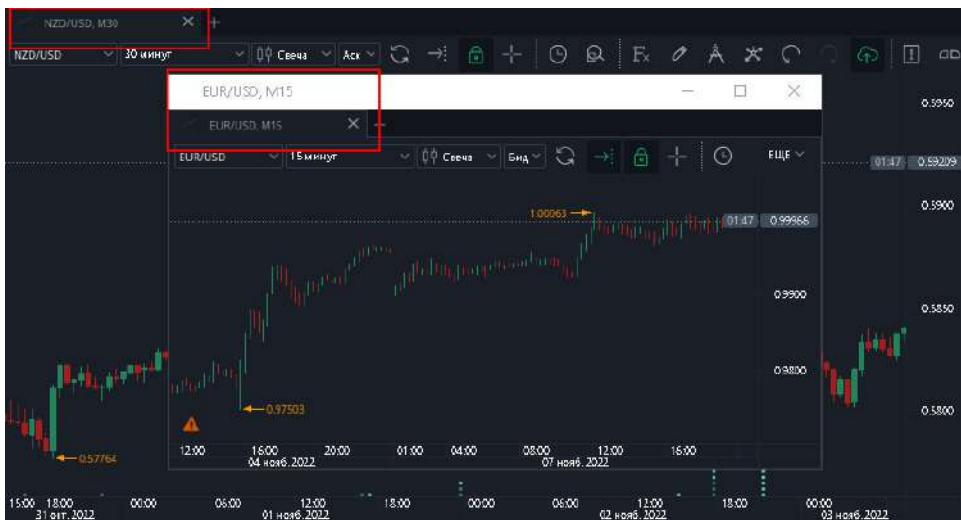 NZD/USD, M30
NZD/USD 30 минут Свеча Аск Fx
EUR/USD, M15
EUR/USD, M15
EUR/USD 15 минут Свеча Бид ЕЩЕ
0.5950
01:47 0.59209
1.00063
01:47 0.99966
0.5900
0.9900
0.5850
0.9800
0.97503
0.5800
12:00 16:00 20:00 01:00 04:00 08:00 12:00 16:00
04 нояб. 2022 07 нояб. 2022
0.57764
15:00 18:00 00:00 06:00 12:00 18:00 00:00 06:00 12:00 18:00 00:00
31 окт. 2022 01 нояб. 2022 02 нояб. 2022 03 нояб. 2022